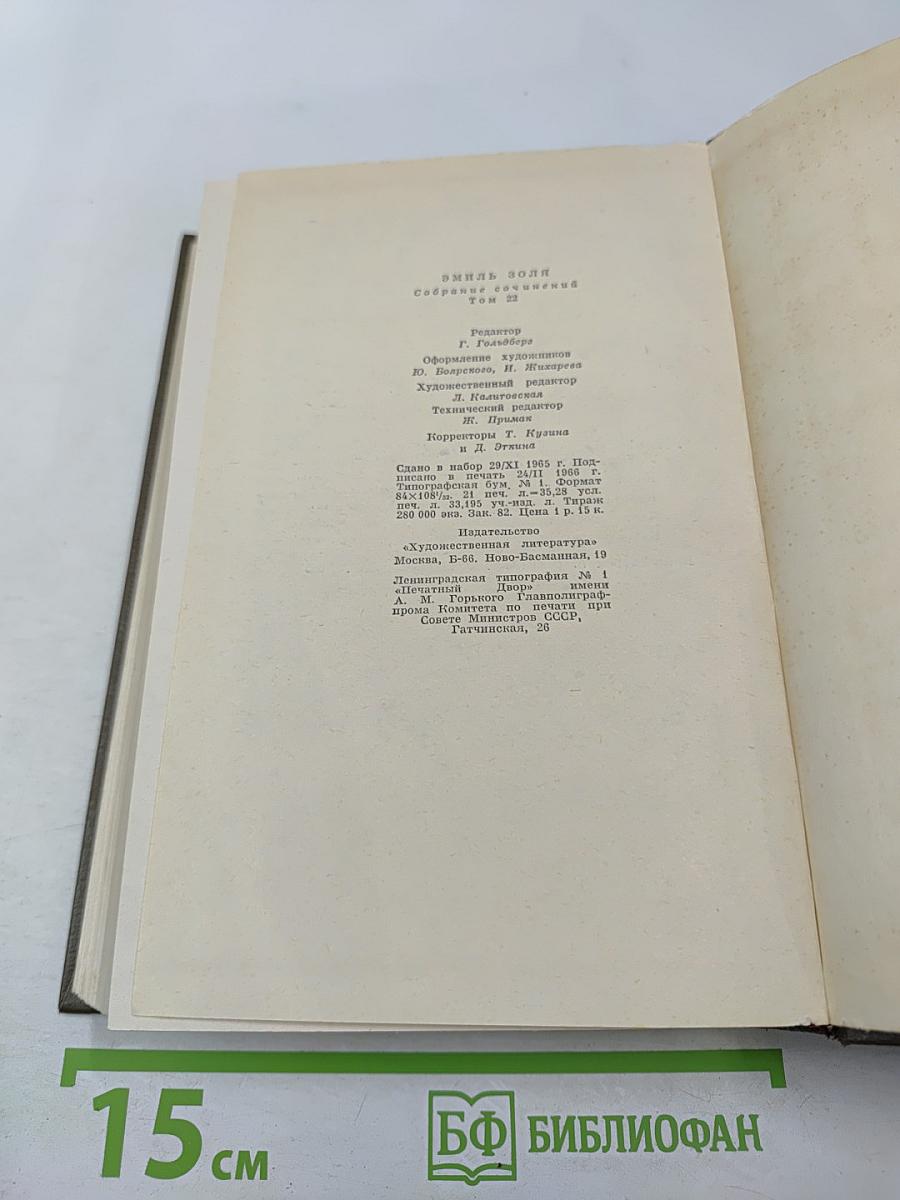 ЭМИЛЬ ЗОЛЯ
Собрание сочинений
Том 22
Редактор
Г. Гольдберг
Оформление художников
Ю. Боярского, И. Жихарева
Художественный редактор
Л. Калитовская
Технический редактор
Ж. Примак
Корректоры Т. Кузина
и Д. Эткина
Сдано в набор 29/XI 1965 г. Под-
писано в печать 24/II 1966 г.
Типографская бум. № 1. Формат
84×108¹/₃₂. 21 печ. л.=35,28 усл.
печ. л. 33,195 уч.-изд. л. Тираж
280 000 экз. Зак. 82. Цена 1 р. 15 к.
Издательство
«Художественная литература»
Москва, Б-66. Ново-Басманная, 19
Ленинградская типография № 1
«Печатный Двор» имени
А. М. Горького Главполиграф-
прома Комитета по печати при
Совете Министров СССР,
Гатчинская, 26
15 см
БФ БИБЛИОФАН